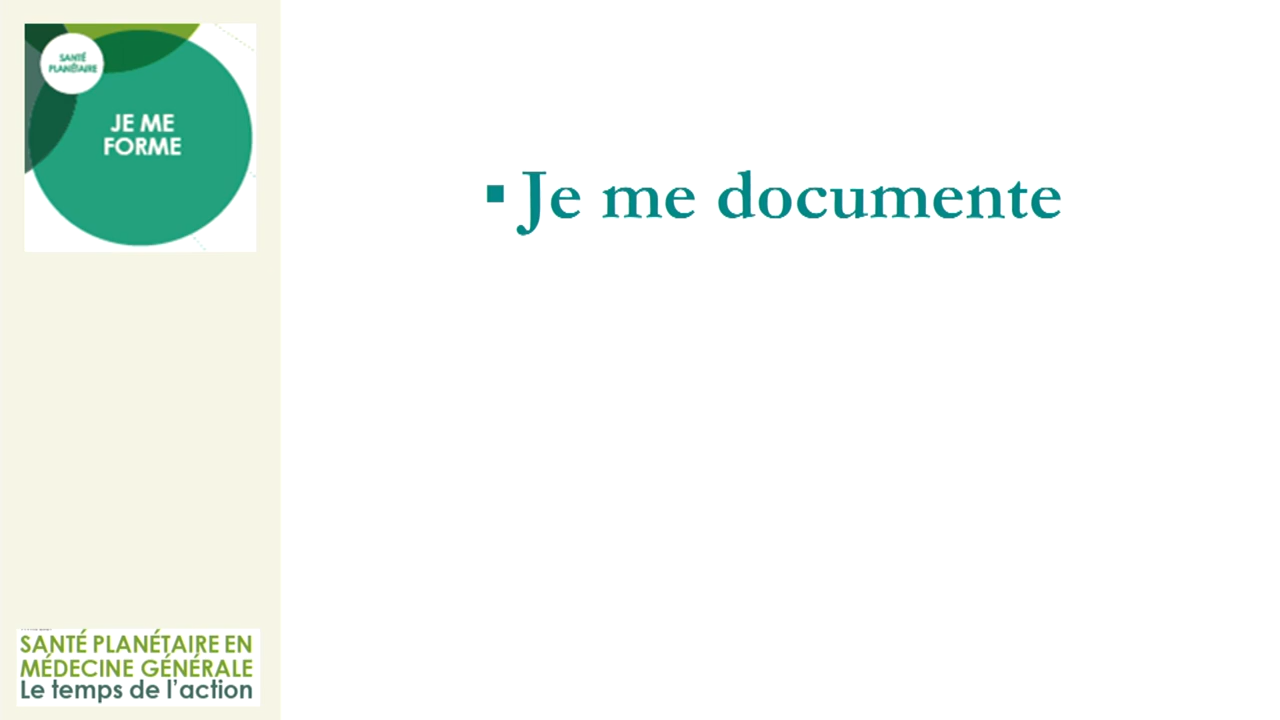 SANTÉ
PLANÉTAIRE
JE ME
FORME
▪ Je me documente
SANTÉ PLANÉTAIRE EN
MÉDECINE GÉNÉRALE
Le temps de l'action